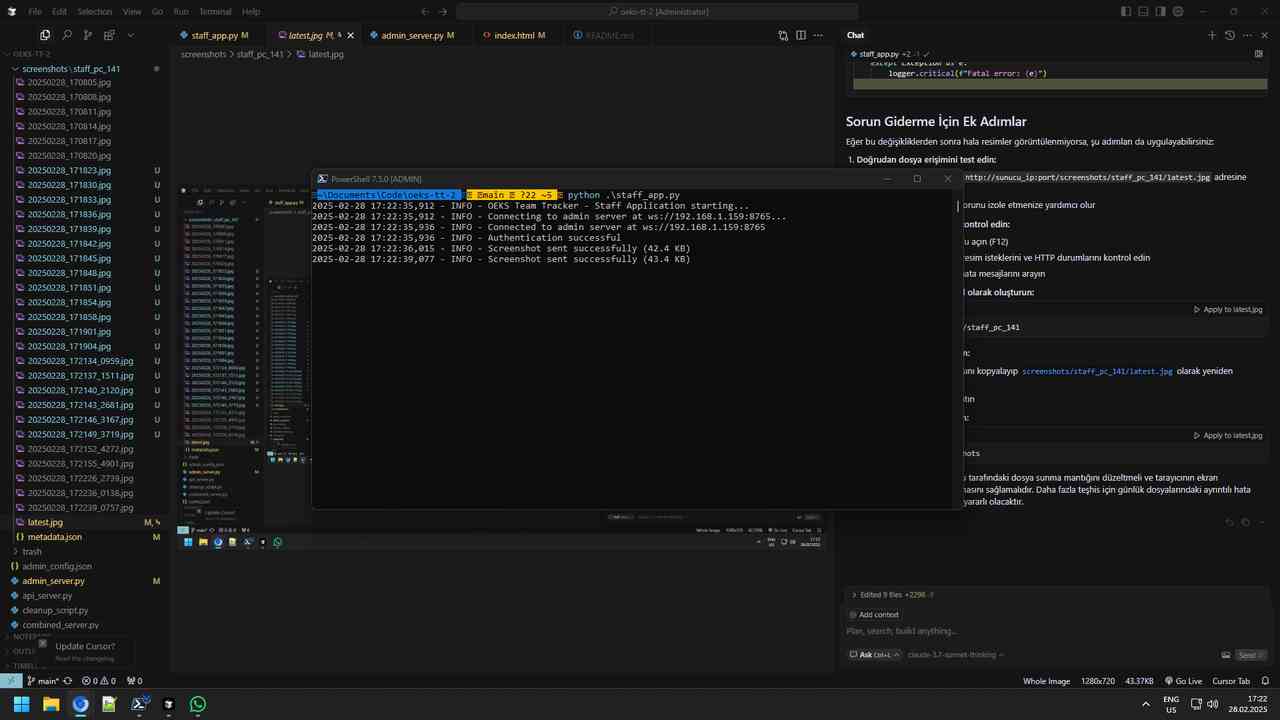 File Edit Selection View Go Run Terminal Help
oeks-tt-2 [Administrator]
staff_app.py M
latest.jpg M, 5
admin_server.py M
index.html M
README.md
Chat
OEKS-TT-2
screenshots > staff_pc_141 > latest.jpg
staff_app.py +2 -1
screenshots \ staff_pc_141
20250228_170805.jpg
20250228_170808.jpg
20250228_170811.jpg
20250228_170814.jpg
20250228_170817.jpg
20250228_170820.jpg
20250228_171823.jpg U
20250228_171830.jpg U
20250228_171833.jpg U
20250228_171835.jpg U
20250228_171839.jpg U
20250228_171842.jpg U
20250228_171845.jpg U
20250228_171848.jpg U
20250228_171851.jpg U
20250228_171854.jpg U
20250228_171858.jpg U
20250228_171901.jpg U
20250228_171904.jpg U
20250228_172134_0959.jpg U
20250228_172137_1511.jpg U
20250228_172140_2120.jpg U
20250228_172143_2681.jpg U
20250228_172146_3167.jpg U
20250228_172149_3719.jpg U
20250228_172152_4272.jpg U
20250228_172155_4901.jpg U
20250228_172226_2739.jpg U
20250228_172236_0138.jpg U
20250228_172239_0757.jpg U
latest.jpg M, 5
metadata.json M
trash
admin_config.json
admin_server.py M
api_server.py
cleanup_script.py
combined_server.py
OUTLI
TIMELI
Update Cursor?
Read the changelog
PowerShell 7.5.0 [ADMIN]
~\Documents\Code\oeks-tt-2 main ≡ ?22 ~5 python .\staff_app.py
2025-02-28 17:22:35,912 - INFO - OEKS Team Tracker - Staff Application starting...
2025-02-28 17:22:35,912 - INFO - Connecting to admin server at ws://192.168.1.159:8765...
2025-02-28 17:22:35,936 - INFO - Connected to admin server at ws://192.168.1.159:8765
2025-02-28 17:22:35,936 - INFO - Authentication successful
2025-02-28 17:22:36,015 - INFO - Screenshot sent successfully (42.4 KB)
2025-02-28 17:22:39,077 - INFO - Screenshot sent successfully (43.4 KB)
except Exception as e:
logger.critical(f"Fatal error: {e}")
Sorun Giderme İçin Ek Adımlar
Eğer bu değişikliklerden sonra hala resimler görüntülenmiyorsa, şu adımları da uygulayabilirsiniz:
1. Doğrudan dosya erişimini test edin:
http://sunucu_ip:port/screenshots/staff_pc_141/latest.jpg adresine
orunu izole etmenize yardımcı olur
kontrol edin:
u açın (F12)
esim isteklerini ve HTTP durumlarını kontrol edin
hata mesajlarını arayın
l olarak oluşturun:
Apply to latest.jpg
/staff_pc_141
ını kopyalayıp screenshots/staff_pc_141/latest.jpg olarak yeniden
Apply to latest.jpg
u tarafındaki dosya sunma mantığını düzeltmeli ve tarayıcının ekran
masını sağlamalıdır. Daha fazla teşhis için günlük dosyalarındaki ayrıntılı hata
yararlı olacaktır.
Edited 9 files +2296
Add context
Plan, search, build anything...
Ask Ctrl+L claude-3.7-sonnet-thinking
Send
main* 0 0 0
Whole Image 1280x720 43.37KB Go Live Cursor Tab
ENG
US
17:22
28.02.2025